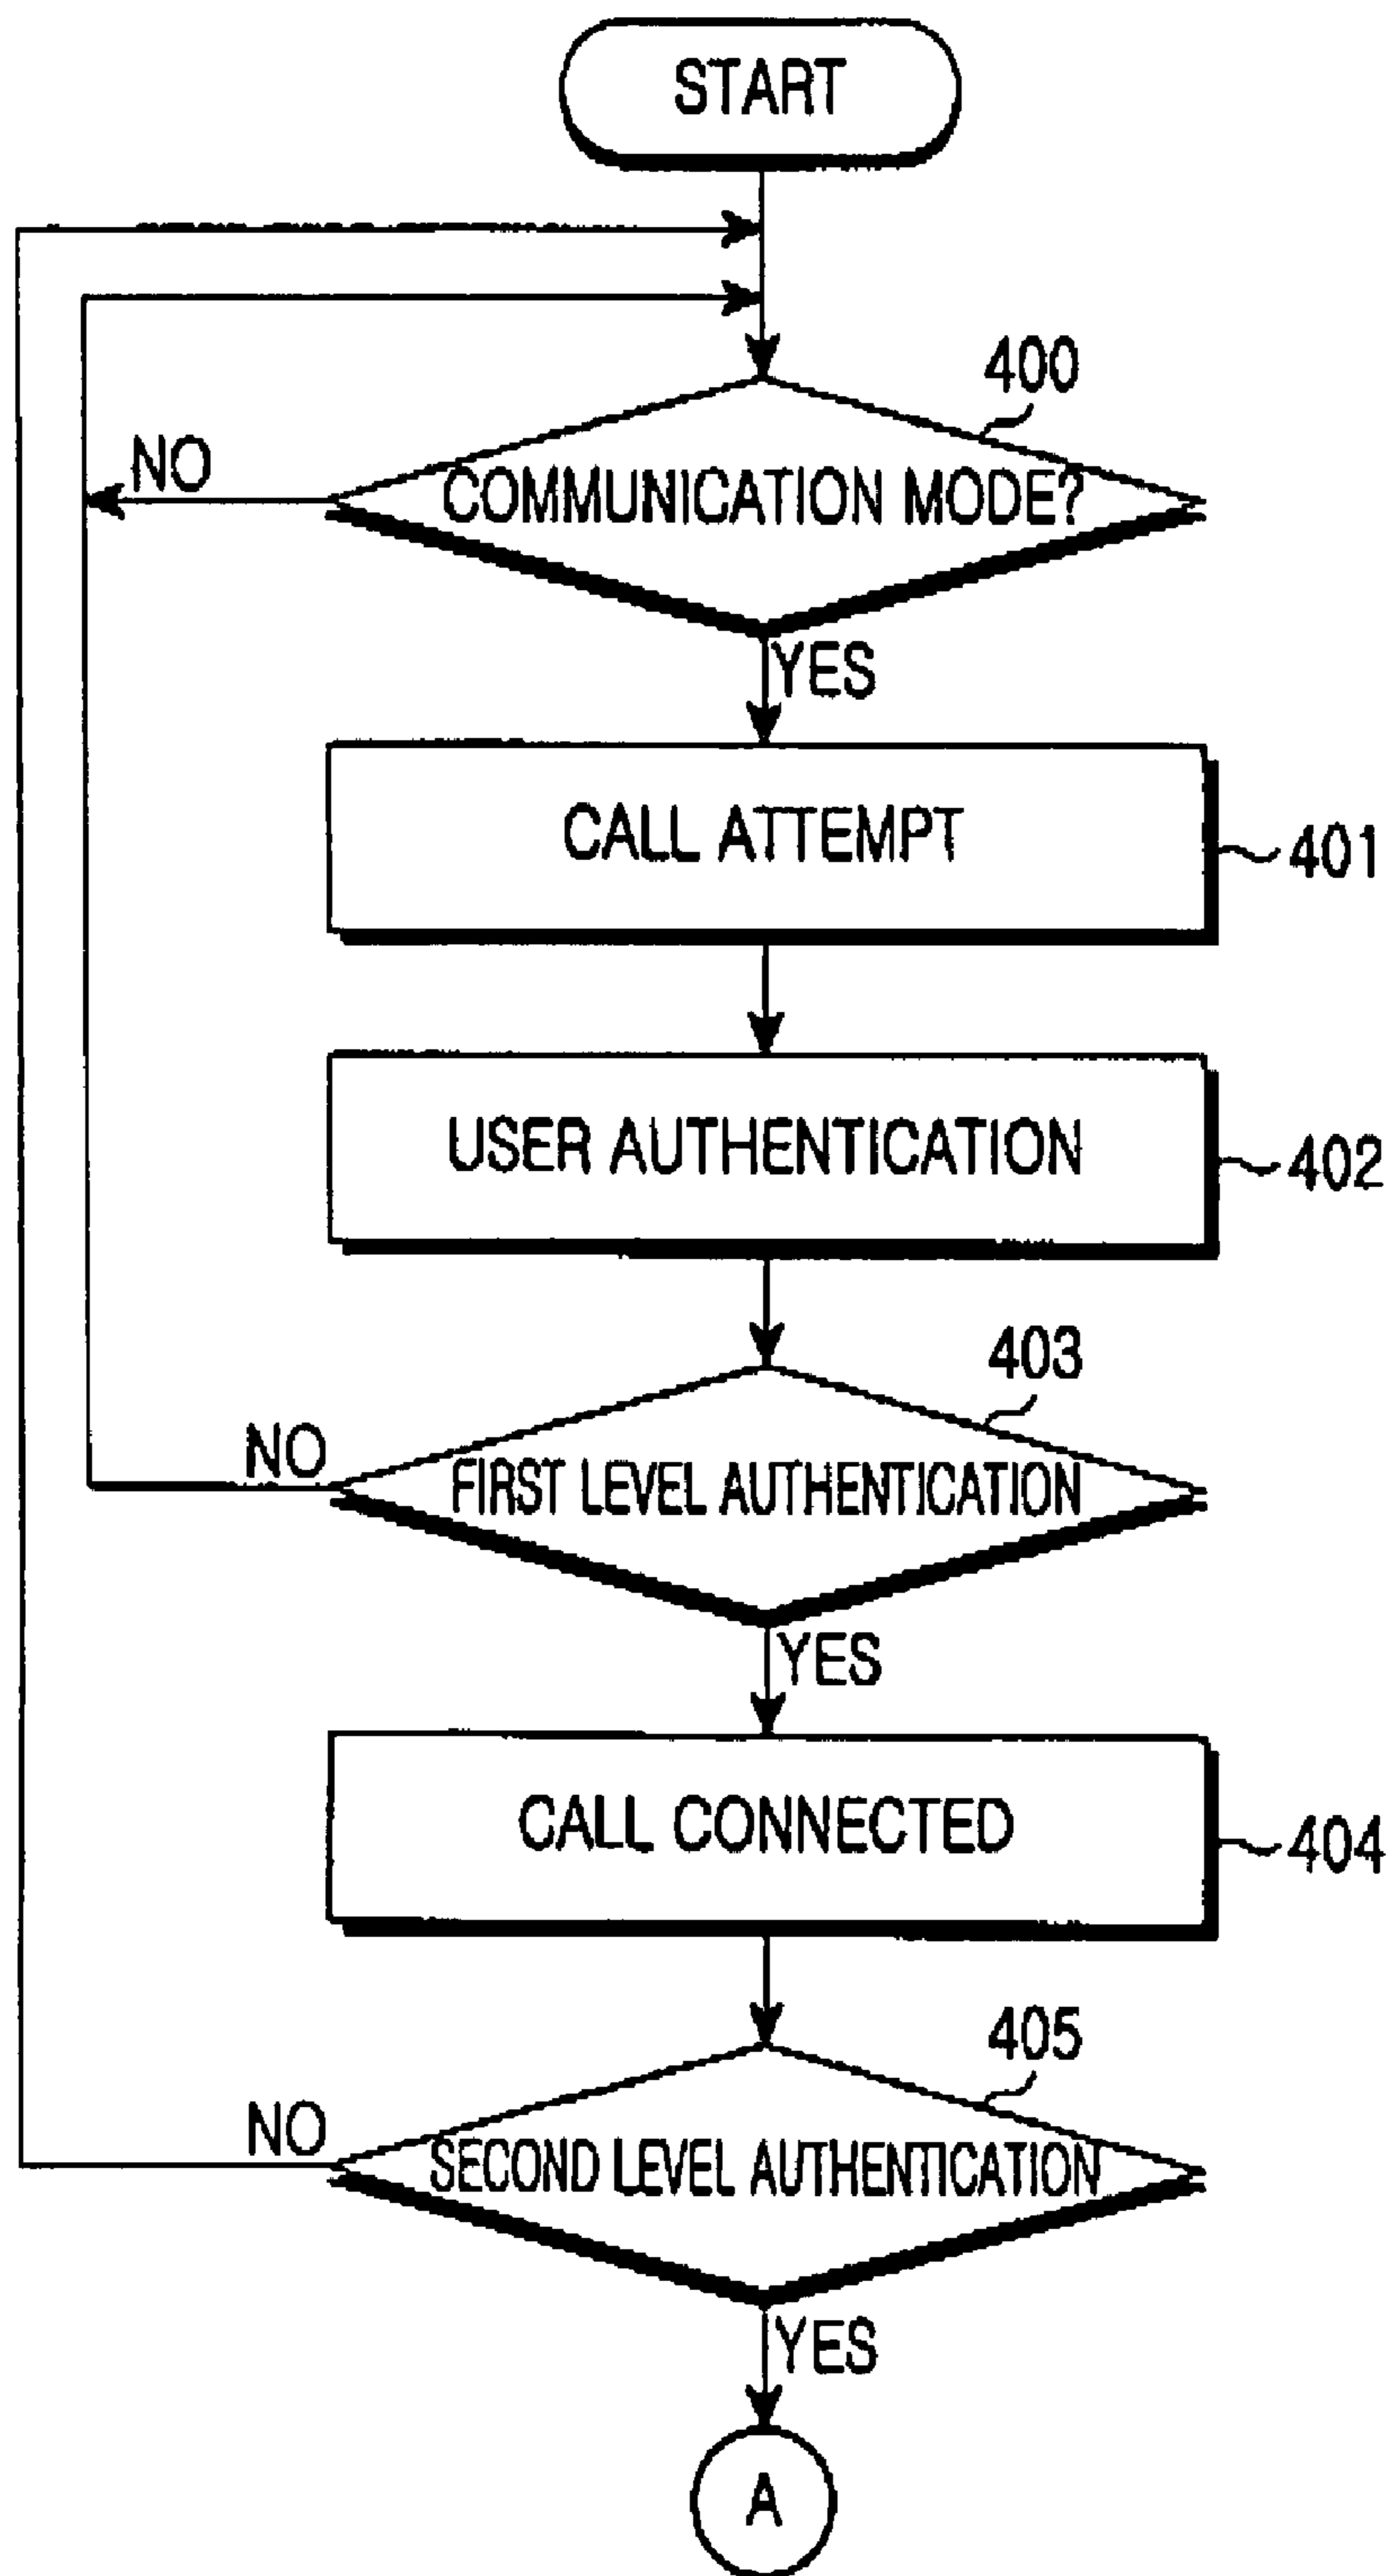 START
400
NO
COMMUNICATION MODE?
YES
CALL ATTEMPT
401
USER AUTHENTICATION
402
403
NO
FIRST LEVEL AUTHENTICATION
YES
CALL CONNECTED
404
405
NO
SECOND LEVEL AUTHENTICATION
YES
A